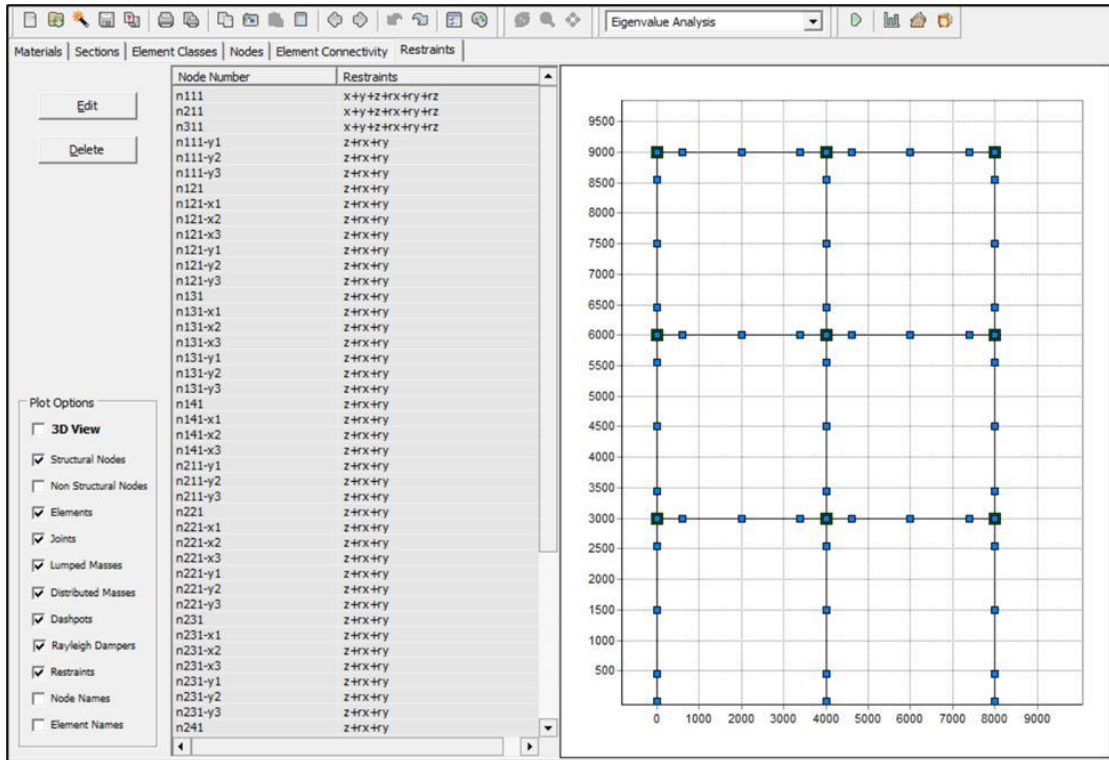 Eigenvalue Analysis
Materials Sections Element Classes Nodes Element Connectivity Restraints
Edit
Delete
Node Number Restraints
n111 x+y+z+rx+ry+rz
n211 x+y+z+rx+ry+rz
n311 x+y+z+rx+ry+rz
n111-y1 z+rx+ry
n111-y2 z+rx+ry
n111-y3 z+rx+ry
n121 z+rx+ry
n121-x1 z+rx+ry
n121-x2 z+rx+ry
n121-x3 z+rx+ry
n121-y1 z+rx+ry
n121-y2 z+rx+ry
n121-y3 z+rx+ry
n131 z+rx+ry
n131-x1 z+rx+ry
n131-x2 z+rx+ry
n131-x3 z+rx+ry
n131-y1 z+rx+ry
n131-y2 z+rx+ry
n131-y3 z+rx+ry
n141 z+rx+ry
n141-x1 z+rx+ry
n141-x2 z+rx+ry
n141-x3 z+rx+ry
n211-y1 z+rx+ry
n211-y2 z+rx+ry
n211-y3 z+rx+ry
n221 z+rx+ry
n221-x1 z+rx+ry
n221-x2 z+rx+ry
n221-x3 z+rx+ry
n221-y1 z+rx+ry
n221-y2 z+rx+ry
n221-y3 z+rx+ry
n231 z+rx+ry
n231-x1 z+rx+ry
n231-x2 z+rx+ry
n231-x3 z+rx+ry
n231-y1 z+rx+ry
n231-y2 z+rx+ry
n231-y3 z+rx+ry
n241 z+rx+ry
Plot Options
3D View
Structural Nodes
Non Structural Nodes
Elements
Joints
Lumped Masses
Distributed Masses
Dashpots
Rayleigh Dampers
Restraints
Node Names
Element Names
9500
9000
8500
8000
7500
7000
6500
6000
5500
5000
4500
4000
3500
3000
2500
2000
1500
1000
500
0 1000 2000 3000 4000 5000 6000 7000 8000 9000